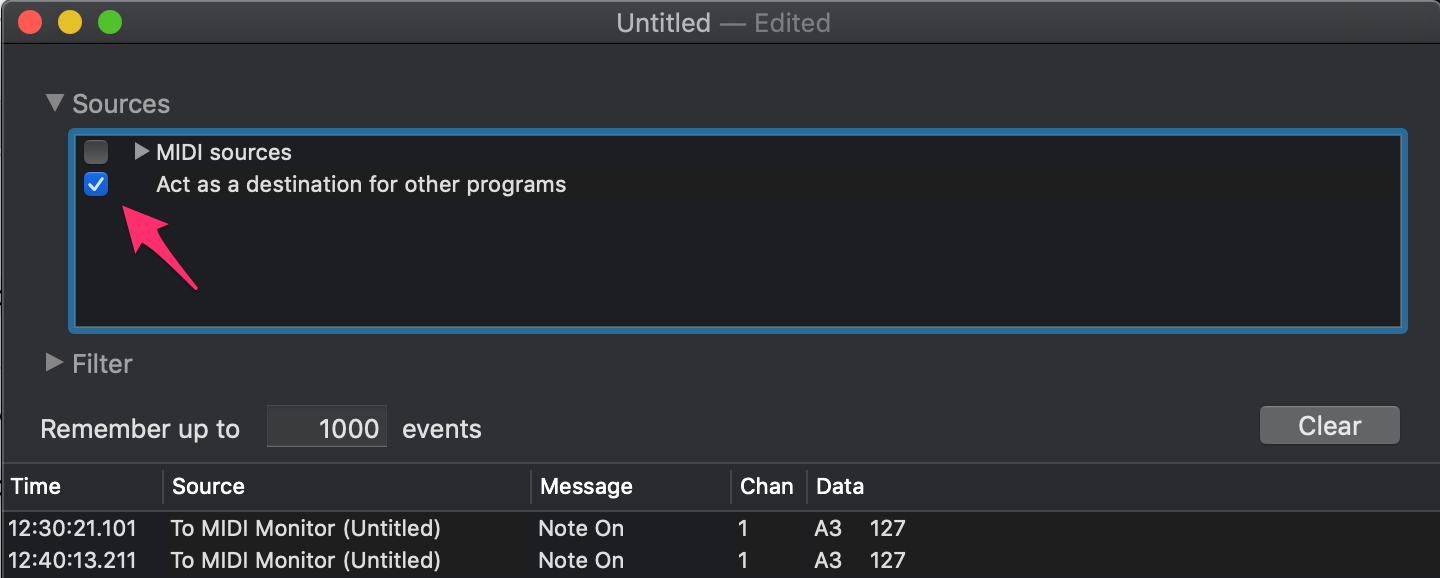 Untitled — Edited
Sources
MIDI sources
Act as a destination for other programs
Filter
Remember up to 1000 events Clear
Time Source Message Chan Data
12:30:21.101 To MIDI Monitor (Untitled) Note On 1 A3 127
12:40:13.211 To MIDI Monitor (Untitled) Note On 1 A3 127